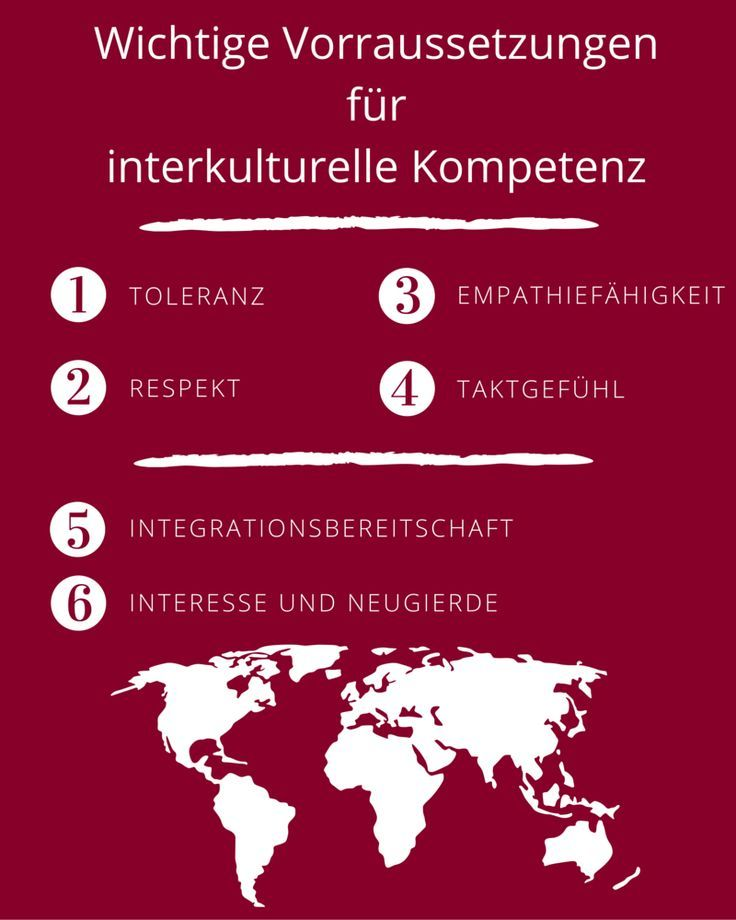 Wichtige Vorraussetzungen
für
interkulturelle Kompetenz
1 TOLERANZ
2 RESPEKT
3 EMPATHIEFÄHIGKEIT
4 TAKTGEFÜHL
5 INTEGRATIONSBEREITSCHAFT
6 INTERESSE UND NEUGIERDE